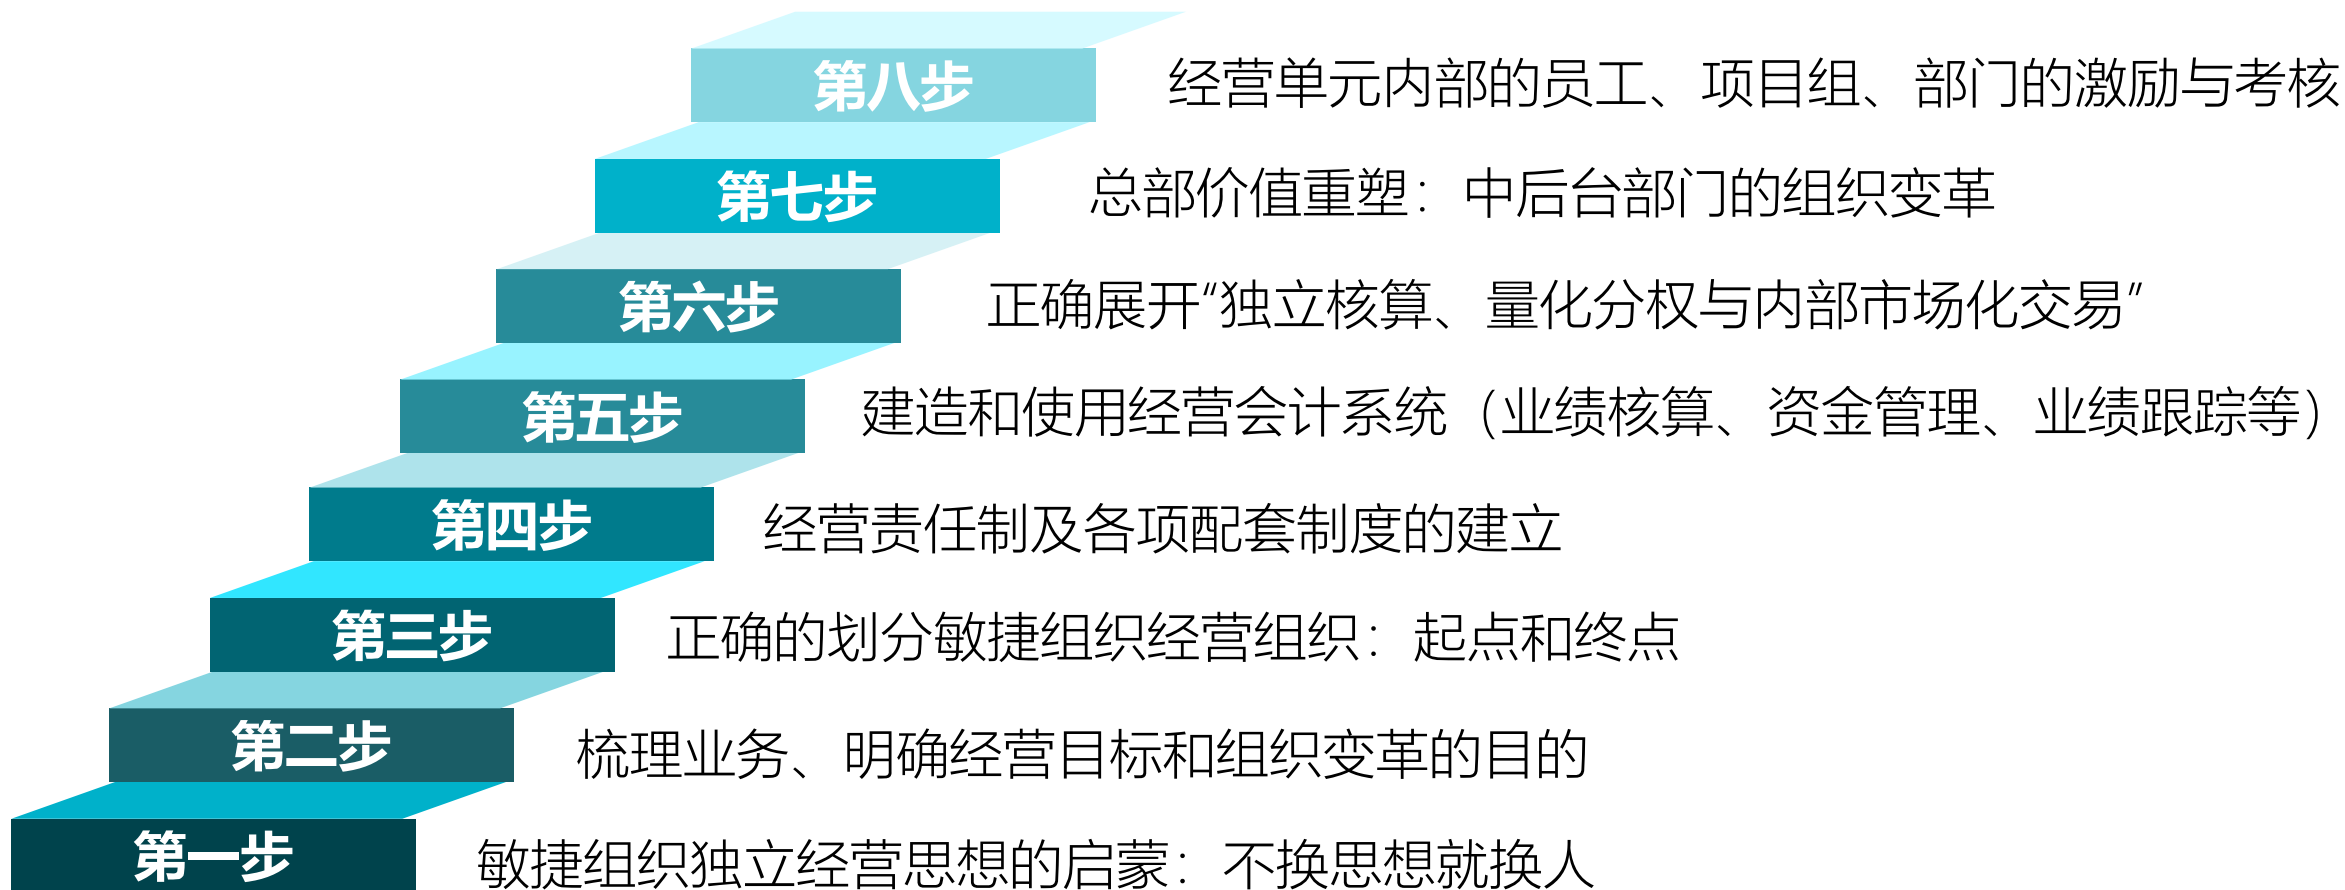 第八步 经营单元内部的员工、项目组、部门的激励与考核
第七步 总部价值重塑：中后台部门的组织变革
第六步 正确展开“独立核算、量化分权与内部市场化交易”
第五步 建造和使用经营会计系统（业绩核算、资金管理、业绩跟踪等）
第四步 经营责任制及各项配套制度的建立
第三步 正确的划分敏捷组织经营组织：起点和终点
第二步 梳理业务、明确经营目标和组织变革的目的
第一步 敏捷组织独立经营思想的启蒙：不换思想就换人